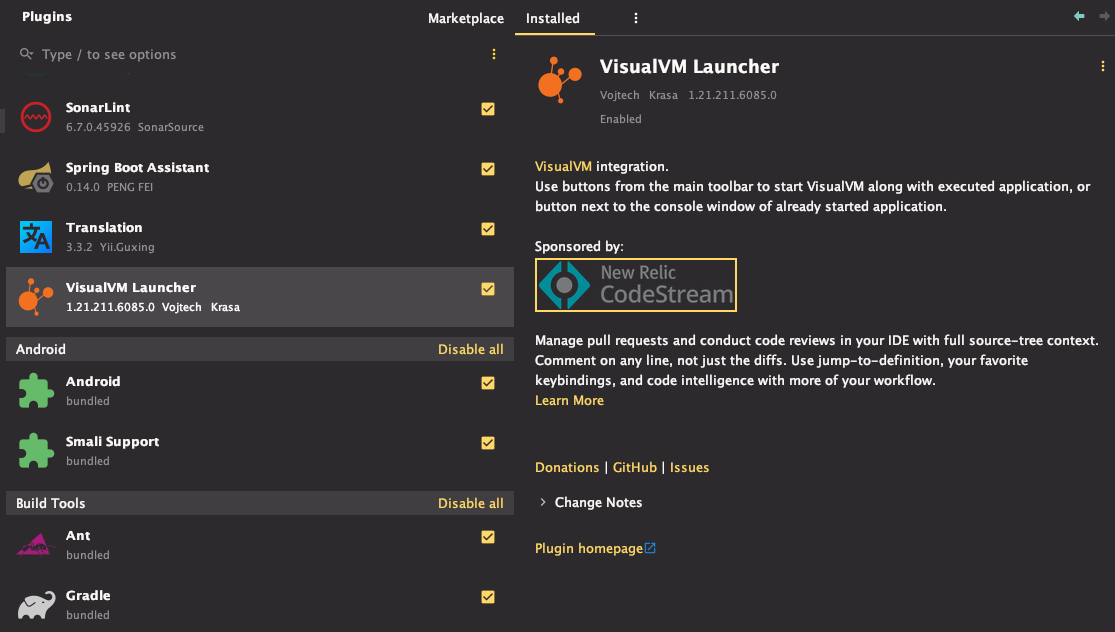 Plugins
Marketplace
Installed
Type / to see options
SonarLint
6.7.0.45926 SonarSource
Spring Boot Assistant
0.14.0 PENG FEI
Translation
3.3.2 Yii.Guxing
VisualVM Launcher
1.21.211.6085.0 Vojtech Krasa
Android
Disable all
Android
bundled
Smali Support
bundled
Build Tools
Disable all
Ant
bundled
Gradle
bundled
VisualVM Launcher
Vojtech Krasa 1.21.211.6085.0
Enabled
VisualVM integration.
Use buttons from the main toolbar to start VisualVM along with executed application, or
button next to the console window of already started application.
Sponsored by:
New Relic
CodeStream
Manage pull requests and conduct code reviews in your IDE with full source-tree context.
Comment on any line, not just the diffs. Use jump-to-definition, your favorite
keybindings, and code intelligence with more of your workflow.
Learn More
Donations | GitHub | Issues
Change Notes
Plugin homepage